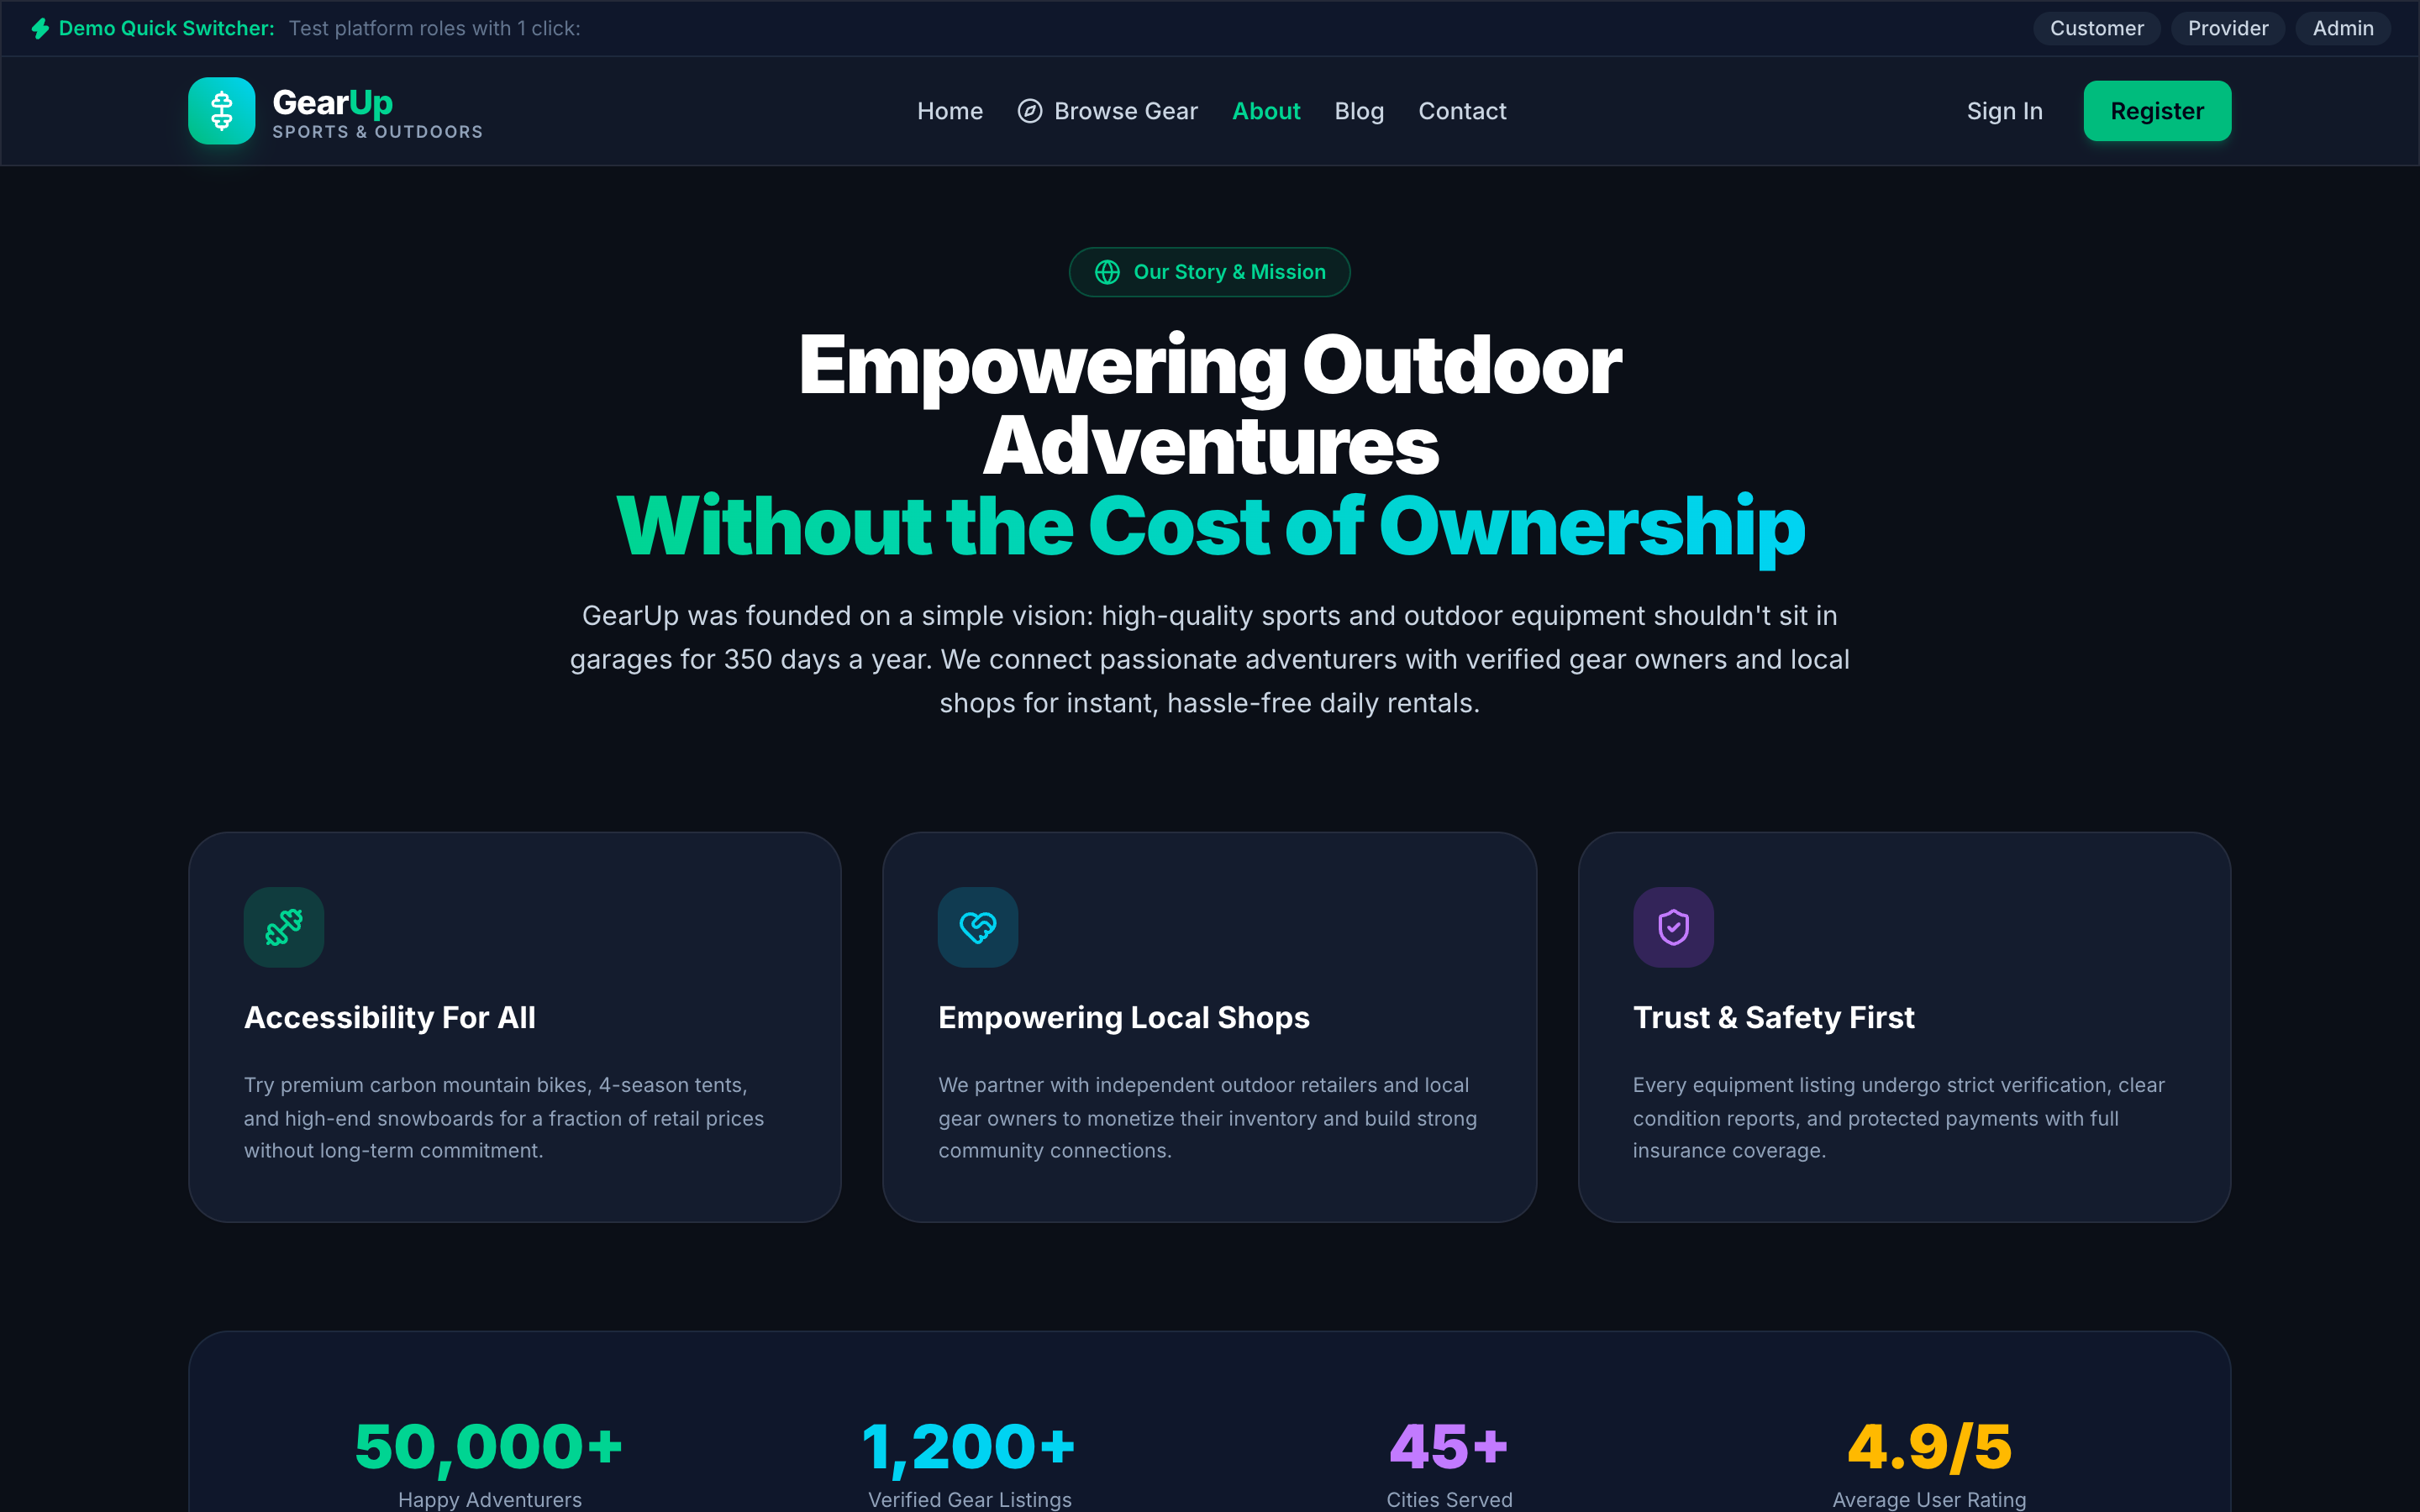 Demo Quick Switcher: Test platform roles with 1 click:
Customer Provider Admin
GearUp
SPORTS & OUTDOORS
Home Browse Gear About Blog Contact
Sign In Register
Our Story & Mission
Empowering Outdoor
Adventures
Without the Cost of Ownership
GearUp was founded on a simple vision: high-quality sports and outdoor equipment shouldn't sit in
garages for 350 days a year. We connect passionate adventurers with verified gear owners and local
shops for instant, hassle-free daily rentals.
Accessibility For All
Try premium carbon mountain bikes, 4-season tents,
and high-end snowboards for a fraction of retail prices
without long-term commitment.
Empowering Local Shops
We partner with independent outdoor retailers and local
gear owners to monetize their inventory and build strong
community connections.
Trust & Safety First
Every equipment listing undergo strict verification, clear
condition reports, and protected payments with full
insurance coverage.
50,000+
Happy Adventurers
1,200+
Verified Gear Listings
45+
Cities Served
4.9/5
Average User Rating